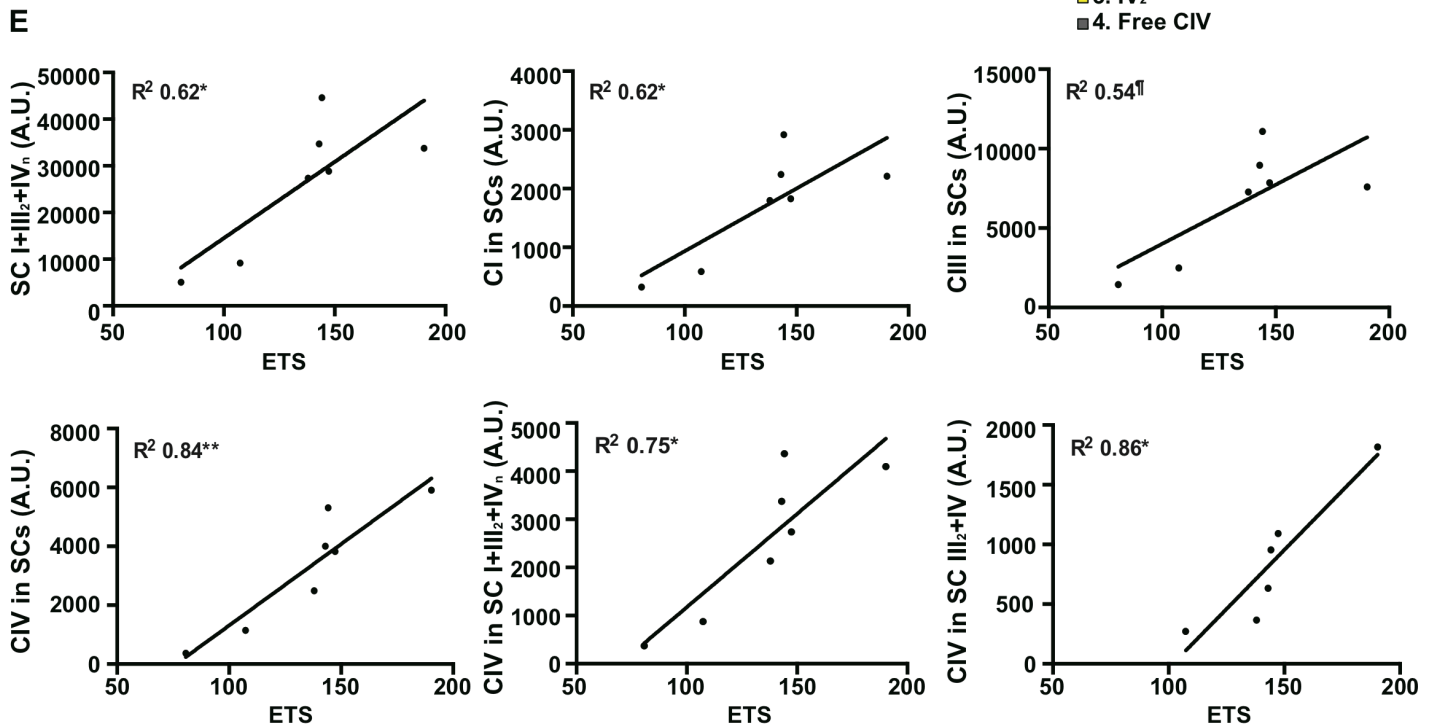 E
4. Free CIV
SC I+III₂+IVₙ (A.U.)
50000
40000
30000
20000
10000
0
R² 0.62*
50 100 150 200
ETS
CI in SCs (A.U.)
4000
3000
2000
1000
0
R² 0.62*
50 100 150 200
ETS
CIII in SCs (A.U.)
15000
10000
5000
0
R² 0.54¶
50 100 150 200
ETS
CIV in SCs (A.U.)
8000
6000
4000
2000
0
R² 0.84**
50 100 150 200
ETS
CIV in SC I+III₂+IVₙ (A.U.)
5000
4000
3000
2000
1000
0
R² 0.75*
50 100 150 200
ETS
CIV in SC III₂+IV (A.U.)
2000
1500
1000
500
0
R² 0.86*
50 100 150 200
ETS